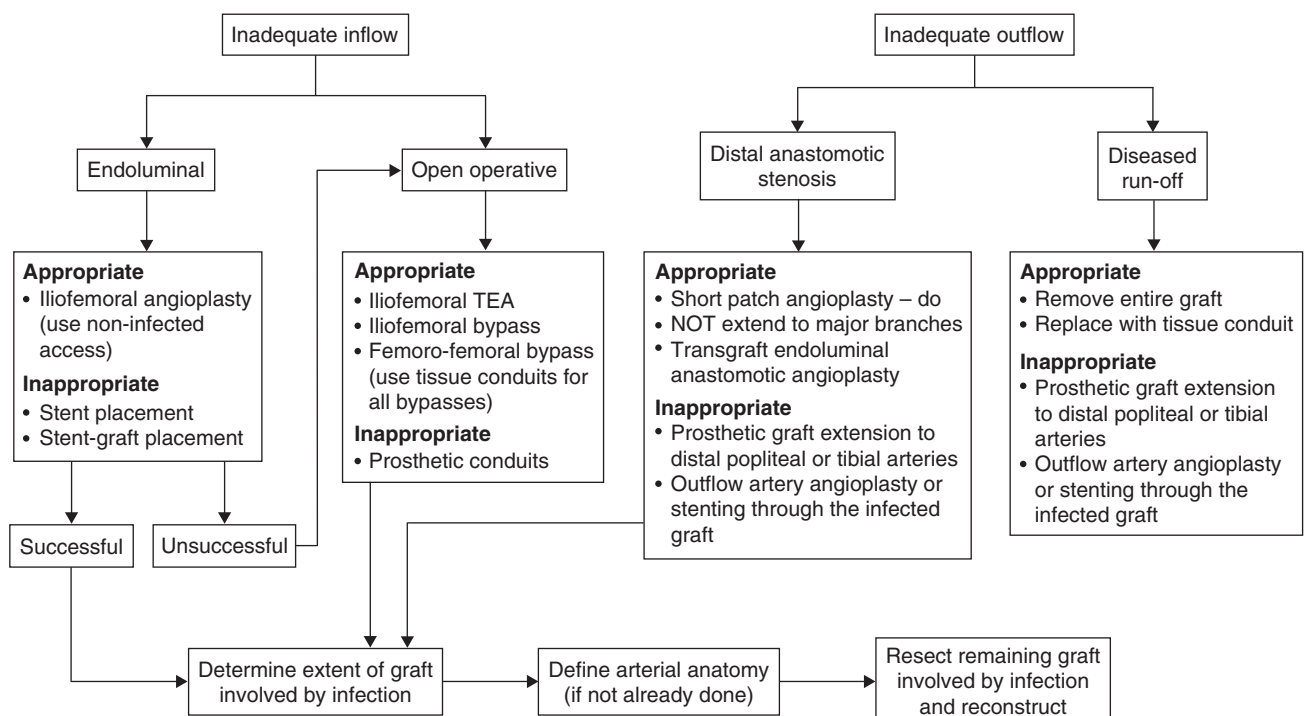 Inadequate inflow
Inadequate outflow
Endoluminal
Open operative
Distal anastomotic
stenosis
Diseased
run-off
Appropriate
• Iliofemoral angioplasty
(use non-infected
access)
Inappropriate
• Stent placement
• Stent-graft placement
Appropriate
• Iliofemoral TEA
• Iliofemoral bypass
• Femoro-femoral bypass
(use tissue conduits for
all bypasses)
Inappropriate
• Prosthetic conduits
Appropriate
• Short patch angioplasty – do
• NOT extend to major branches
• Transgraft endoluminal
anastomotic angioplasty
Inappropriate
• Prosthetic graft extension to
distal popliteal or tibial arteries
• Outflow artery angioplasty or
stenting through the infected
graft
Appropriate
• Remove entire graft
• Replace with tissue conduit
Inappropriate
• Prosthetic graft extension
to distal popliteal or tibial
arteries
• Outflow artery angioplasty
or stenting through the
infected graft
Successful
Unsuccessful
Determine extent of graft
involved by infection
Define arterial anatomy
(if not already done)
Resect remaining graft
involved by infection
and reconstruct